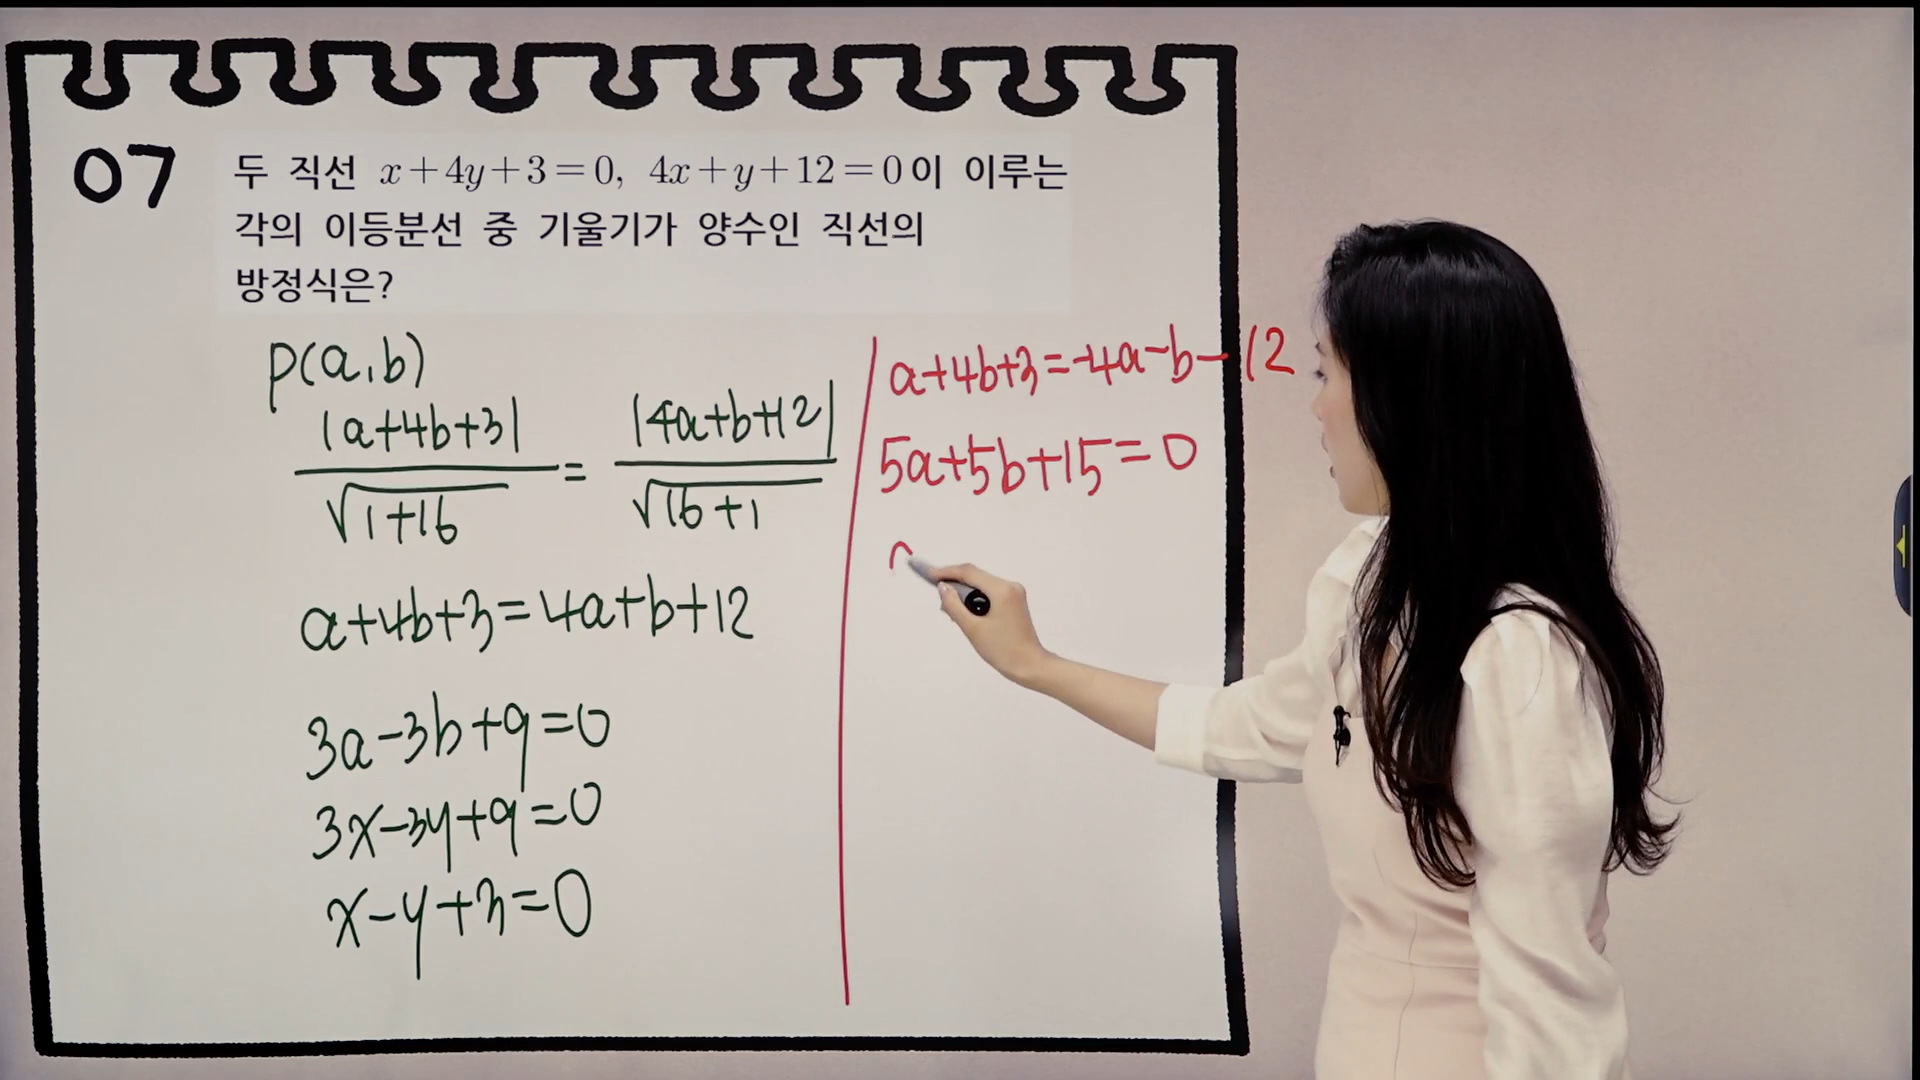 07
두 직선 x+4y+3=0, 4x+y+12=0이 이루는
각의 이등분선 중 기울기가 양수인 직선의
방정식은?
P(a,b)
|a+4b+3| / √1+16 = |4a+b+12| / √16+1
a+4b+3=4a+b+12
3a-3b+9=0
3x-3y+9=0
x-y+3=0
a+4b+3=-4a-b-12
5a+5b+15=0